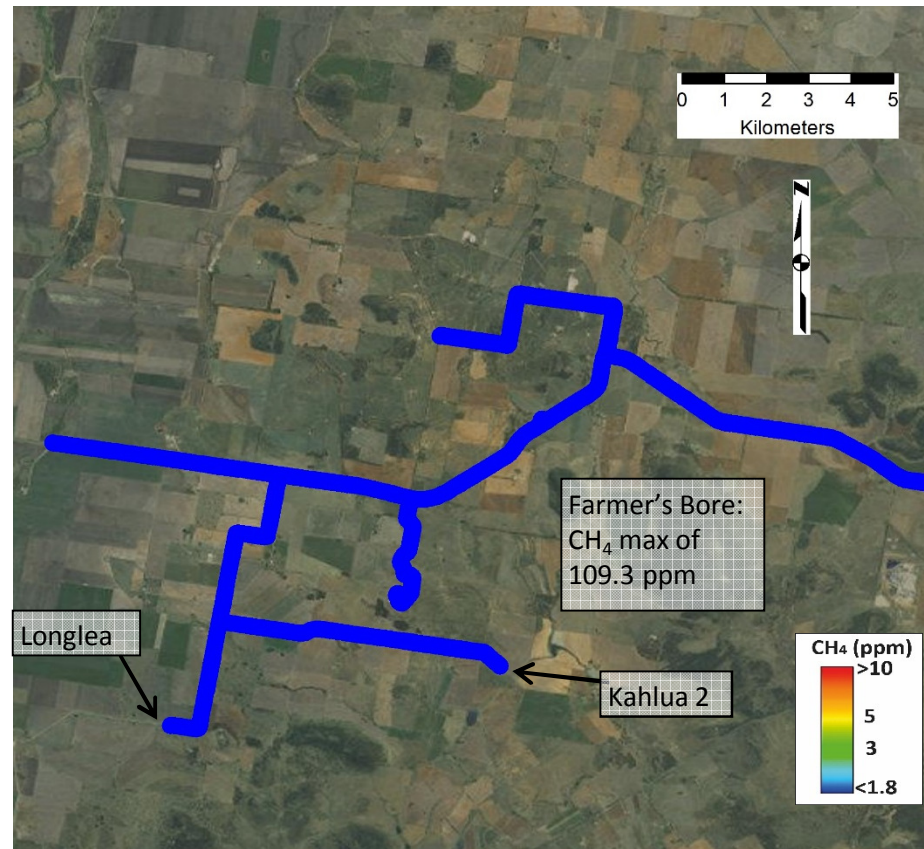 0 1 2 3 4 5
Kilometers
N
Farmer's Bore:
CH₄ max of
109.3 ppm
Longlea
Kahlua 2
CH₄ (ppm)
>10
5
3
<1.8